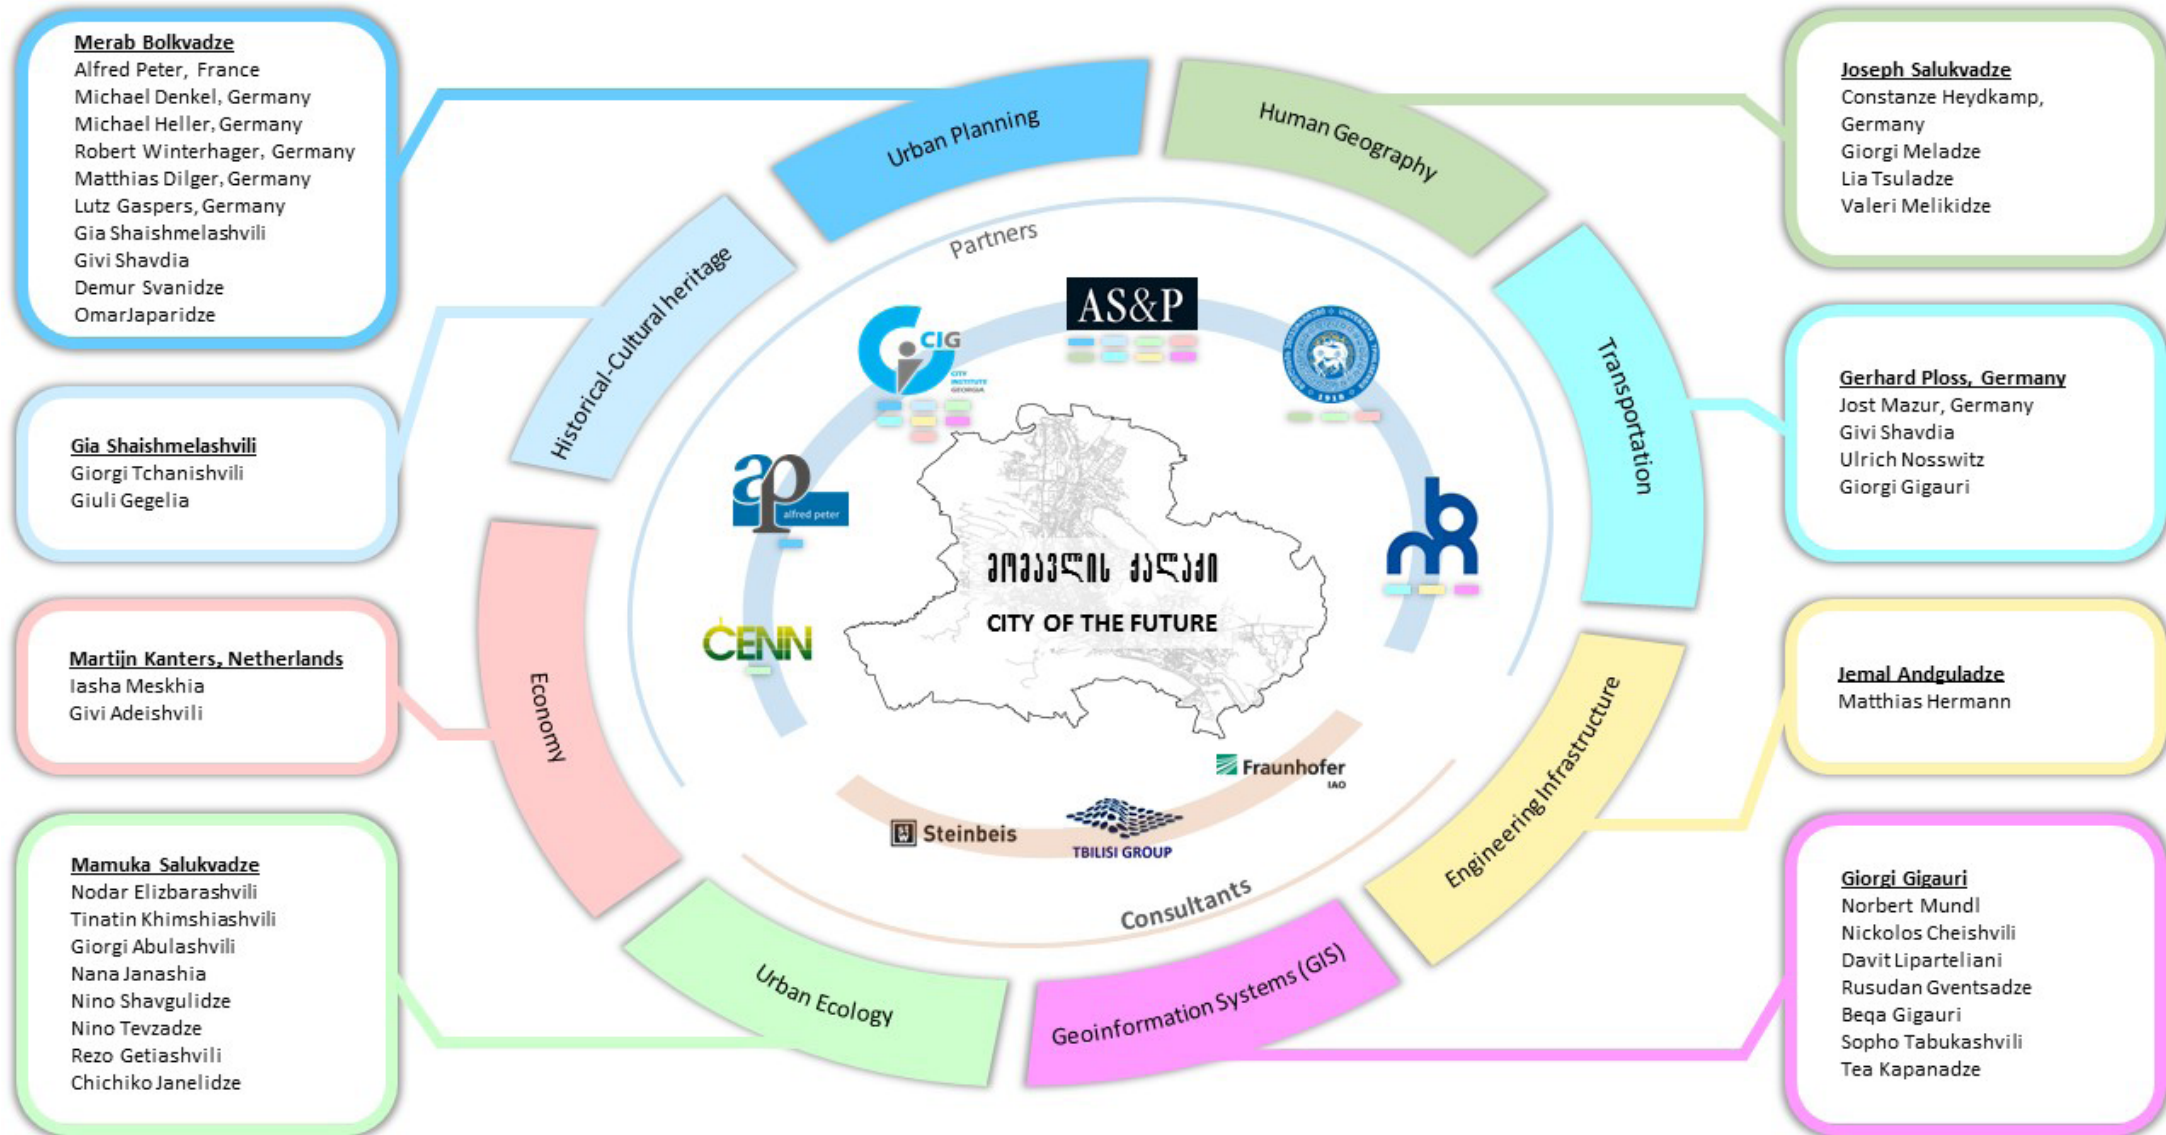 Merab Bolkvadze
Alfred Peter, France
Michael Denkel, Germany
Michael Heller, Germany
Robert Winterhager, Germany
Matthias Dilger, Germany
Lutz Gaspers, Germany
Gia Shaishmelashvili
Givi Shavdia
Demur Svanidze
OmarJaparidze
Gia Shaishmelashvili
Giorgi Tchanishvili
Giuli Gegelia
Martijn Kanters, Netherlands
Iasha Meskhia
Givi Adeishvili
Mamuka Salukvadze
Nodar Elizbarashvili
Tinatin Khimshiashvili
Giorgi Abulashvili
Nana Janashia
Nino Shavgulidze
Nino Tevzadze
Rezo Getiashvili
Chichiko Janelidze
Urban Planning
Human Geography
Historical-Cultural heritage
Transportation
Economy
Engineering Infrastructure
Urban Ecology
Geoinformation Systems (GIS)
Partners
AS&P
CIG
CITY
INSTITUTE
GEORGIA
1918
ap
alfred peter
mb
CENN
მომავლის ქალაქი
CITY OF THE FUTURE
Fraunhofer
IAO
Steinbeis
TBILISI GROUP
Consultants
Joseph Salukvadze
Constanze Heydkamp,
Germany
Giorgi Meladze
Lia Tsuladze
Valeri Melikidze
Gerhard Ploss, Germany
Jost Mazur, Germany
Givi Shavdia
Ulrich Nosswitz
Giorgi Gigauri
Jemal Andguladze
Matthias Hermann
Giorgi Gigauri
Norbert Mundl
Nickolos Cheishvili
Davit Liparteliani
Rusudan Gventsadze
Beqa Gigauri
Sopho Tabukashvili
Tea Kapanadze